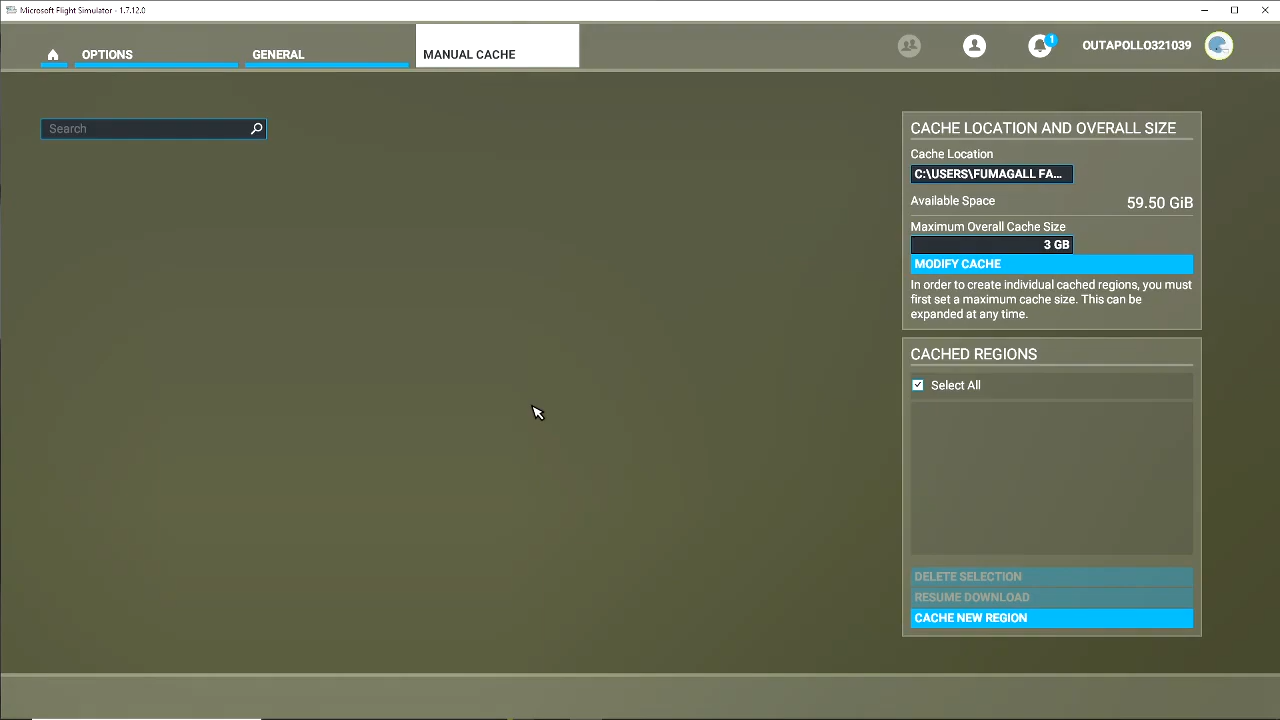 Microsoft Flight Simulator - 1.7.12.0
OPTIONS
GENERAL
MANUAL CACHE
1
OUTAPOLLO321039
Search
CACHE LOCATION AND OVERALL SIZE
Cache Location
C:\USERS\FUMAGALL FA...
Available Space
59.50 GiB
Maximum Overall Cache Size
3 GB
MODIFY CACHE
In order to create individual cached regions, you must
first set a maximum cache size. This can be
expanded at any time.
CACHED REGIONS
Select All
DELETE SELECTION
RESUME DOWNLOAD
CACHE NEW REGION